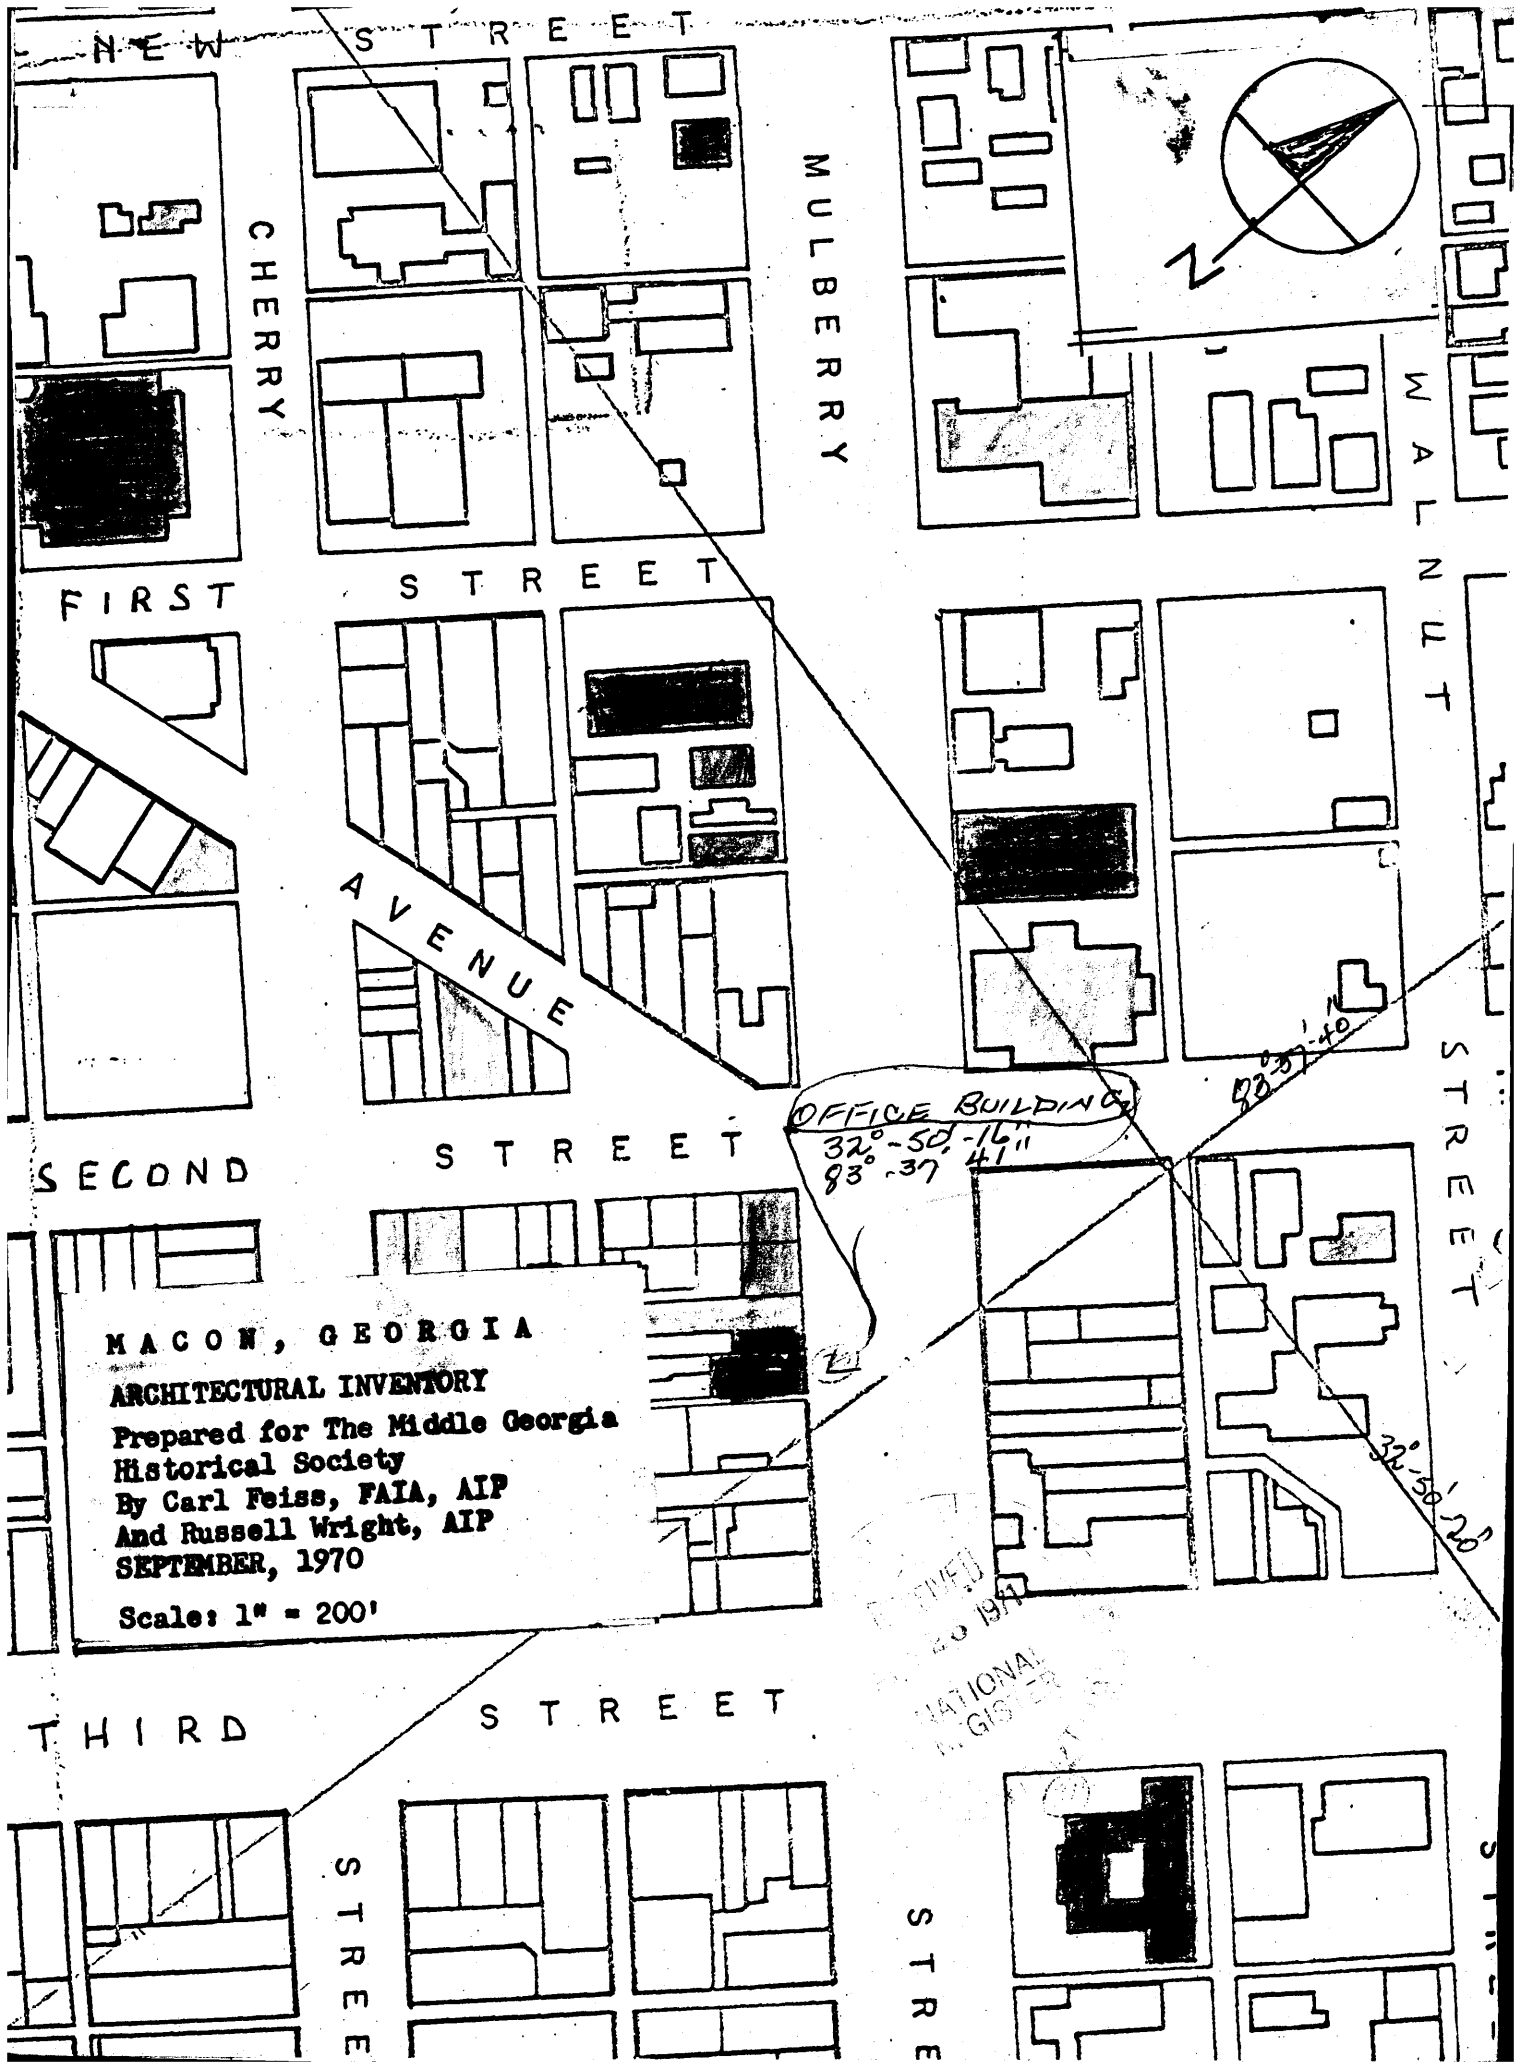 NEW STREET
CHERRY
MULBERRY
N
WALNUT
FIRST STREET
AVENUE
OFFICE BUILDING
32°-50'-16"
83°-37' 41"
83°-37'-40"
SECOND STREET
STREET
MACON, GEORGIA
ARCHITECTURAL INVENTORY
Prepared for The Middle Georgia
Historical Society
By Carl Feiss, FAIA, AIP
And Russell Wright, AIP
SEPTEMBER, 1970
Scale: 1" = 200'
32°-50'-20"
1971
NATIONAL
THIRD STREET
STREE
STRE